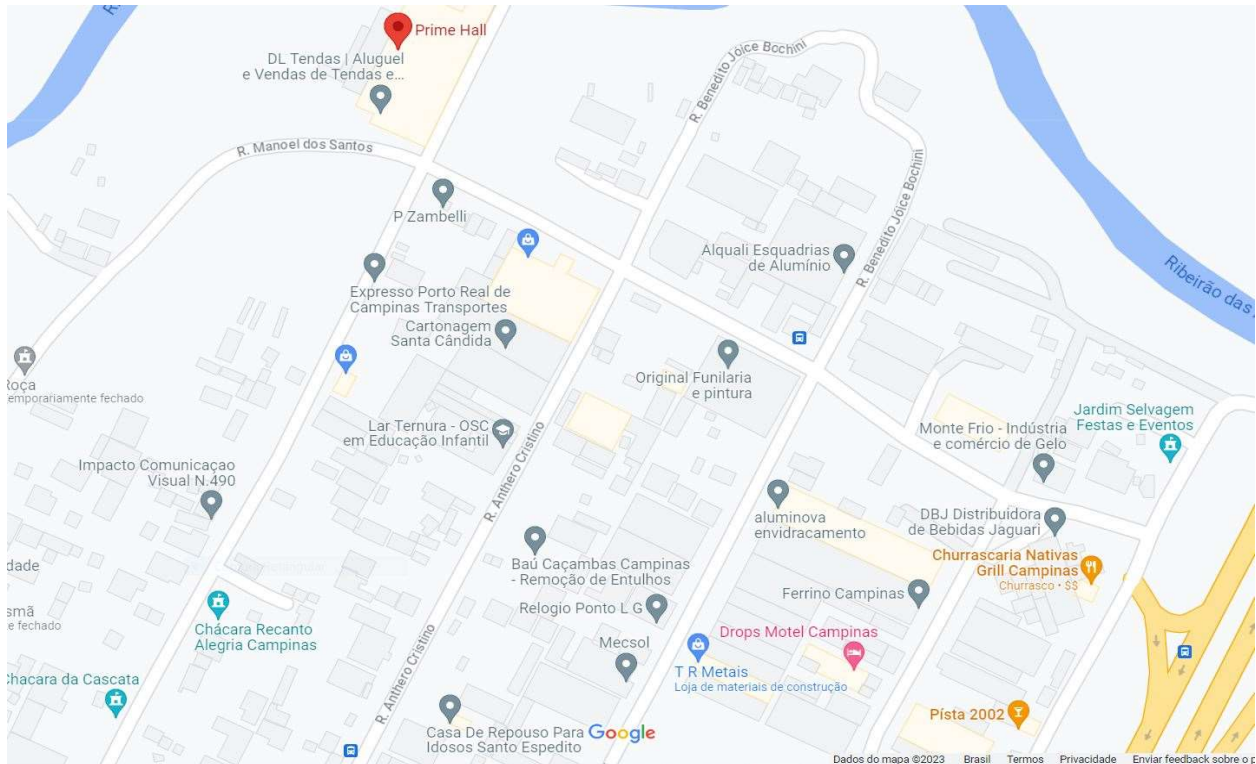 R
Prime Hall
DL Tendas | Aluguel
e Vendas de Tendas e...
R. Benedito Jóice Bochini
R. Manoel dos Santos
R. Benedito Jóice Bochini
P Zambelli
Alquali Esquadrias
de Alumínio
Ribeirão das
Expresso Porto Real de
Campinas Transportes
Cartonagem
Santa Cândida
Roça
emporariamente fechado
Original Funilaria
e pintura
Jardim Selvagem
Festas e Eventos
Lar Ternura - OSC
em Educação Infantil
Monte Frio - Indústria
e comércio de Gelo
Impacto Comunicaçao
Visual N.490
R. Anthero Cristino
aluminova
envidracamento
DBJ Distribuidora
de Bebidas Jaguari
dade
Baú Caçambas Campinas
- Remoção de Entulhos
Churrascaria Nativas
Grill Campinas
Churrasco • $$
Ferrino Campinas
smã
e fechado
Relogio Ponto L G
Chácara Recanto
Alegria Campinas
Mecsol
Drops Motel Campinas
R. Anthero Cristino
T R Metais
Loja de materiais de construção
Chácara da Cascata
Písta 2002
Casa De Repouso Para
Idosos Santo Espedito
Google
Dados do mapa ©2023 Brasil Termos Privacidade Enviar feedback sobre o